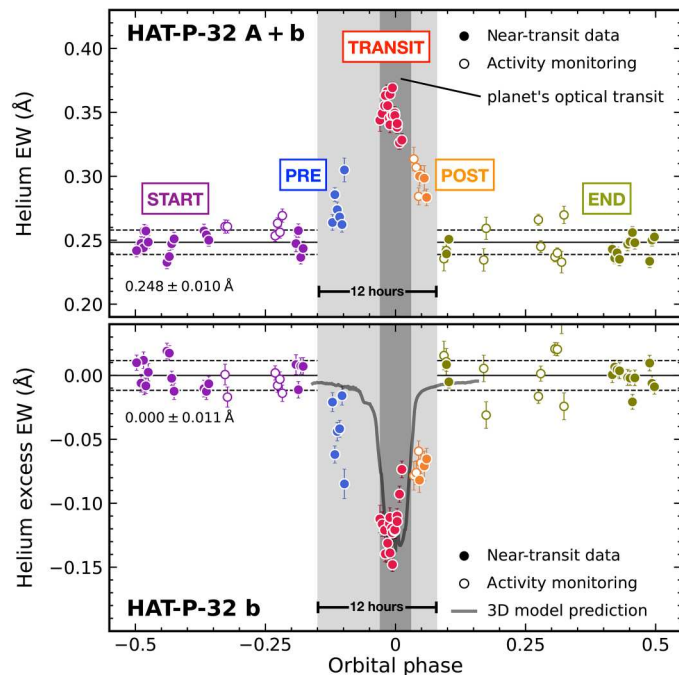 HAT-P-32 A + b
TRANSIT
Near-transit data
Activity monitoring
planet's optical transit
START
PRE
POST
END
0.248 ± 0.010 Å
12 hours
Helium EW (Å)
0.40
0.35
0.30
0.25
0.20
0.00
−0.05
−0.10
−0.15
Helium excess EW (Å)
0.000 ± 0.011 Å
Near-transit data
Activity monitoring
3D model prediction
HAT-P-32 b
12 hours
−0.5
−0.25
0
0.25
0.5
Orbital phase